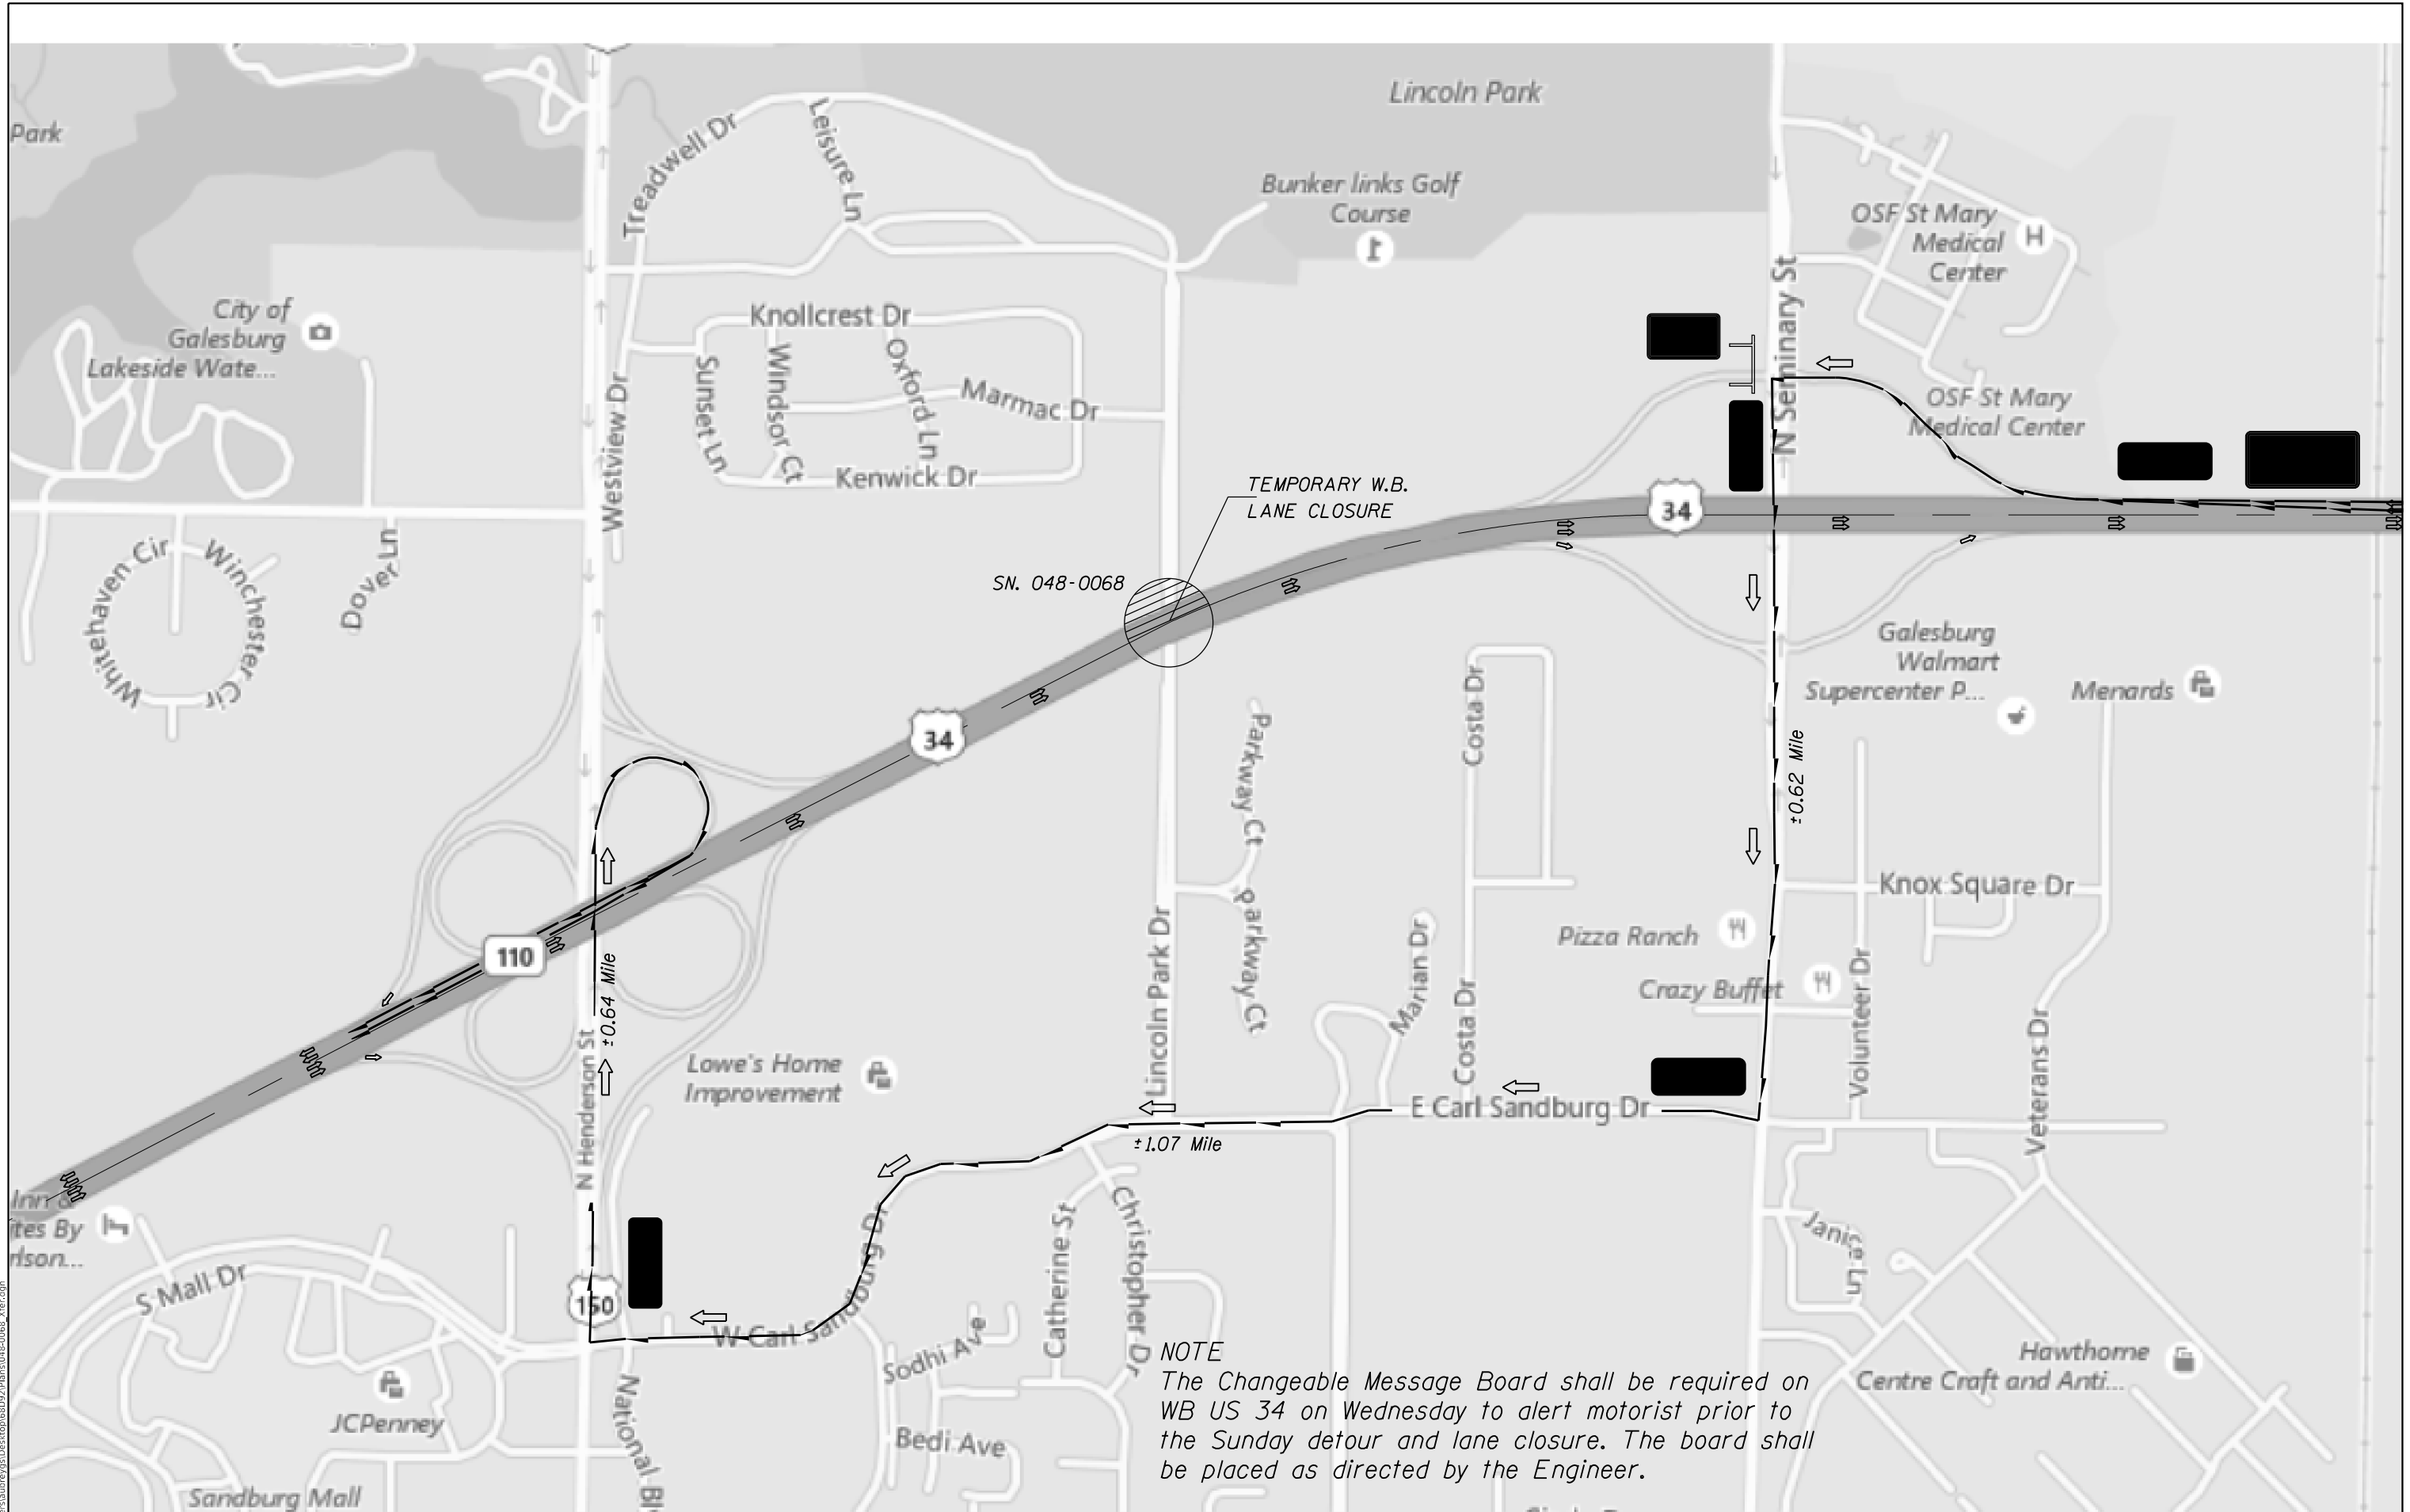 Lincoln Park
Park
Treadwell Dr
Leisure Ln
Bunker links Golf
Course
OSF St Mary
Medical
Center
N Seminary St
City of
Galesburg
Lakeside Wate...
Knollcrest Dr
Sunset Ln
Windsor Ct
Oxford Ln
Marmac Dr
Kenwick Dr
Westview Dr
OSF St Mary
Medical Center
TEMPORARY W.B.
LANE CLOSURE
34
SN. 048-0068
Whitehaven Cir
Winchester Cir
Dover Ln
Galesburg
Walmart
Supercenter P...
Menards
34
Costa Dr
Parkway Ct
±0.62 Mile
Knox Square Dr
110
±0.64 Mile
Lincoln Park Dr
Parkway Ct
Marian Dr
Costa Dr
Pizza Ranch
Crazy Buffet
Volunteer Dr
Veterans Dr
N Henderson St
Lowe's Home
Improvement
E Carl Sandburg Dr
±1.07 Mile
Inn &
ites By
rlson...
S Mall Dr
150
W Carl Sandburg Dr
Catherine St
Christopher Dr
Janice Ln
Sodhi Ave
Bedi Ave
JCPenney
National Bl
Sandburg Mall
Hawthorne
Centre Craft and Anti...
NOTE
The Changeable Message Board shall be required on
WB US 34 on Wednesday to alert motorist prior to
the Sunday detour and lane closure. The board shall
be placed as directed by the Engineer.